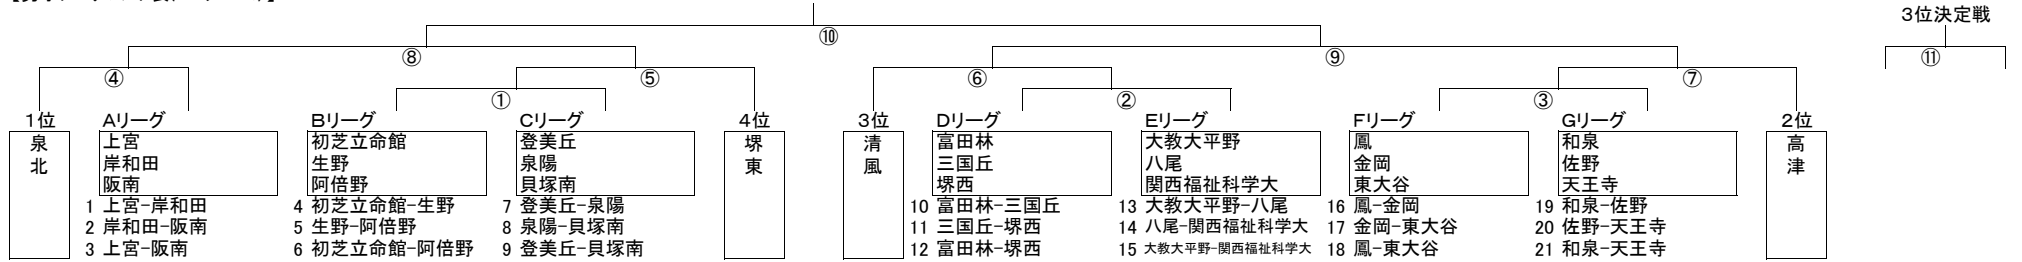 3位決定戦
⑩
⑧ ⑨ ⑪
④ ⑤ ⑥ ⑦
① ② ③
1位 Aリーグ Bリーグ Cリーグ 4位 3位 Dリーグ Eリーグ Fリーグ Gリーグ 2位
泉北 上宮 初芝立命館 登美丘 堺東 清風 富田林 大教大平野 鳳 和泉 高津
岸和田 生野 泉陽 三国丘 八尾 金岡 佐野
阪南 阿倍野 貝塚南 堺西 関西福祉科学大 東大谷 天王寺
1 上宮-岸和田 4 初芝立命館-生野 7 登美丘-泉陽 10 富田林-三国丘 13 大教大平野-八尾 16 鳳-金岡 19 和泉-佐野
2 岸和田-阪南 5 生野-阿倍野 8 泉陽-貝塚南 11 三国丘-堺西 14 八尾-関西福祉科学大 17 金岡-東大谷 20 佐野-天王寺
3 上宮-阪南 6 初芝立命館-阿倍野 9 登美丘-貝塚南 12 富田林-堺西 15 大教大平野-関西福祉科学大 18 鳳-東大谷 21 和泉-天王寺